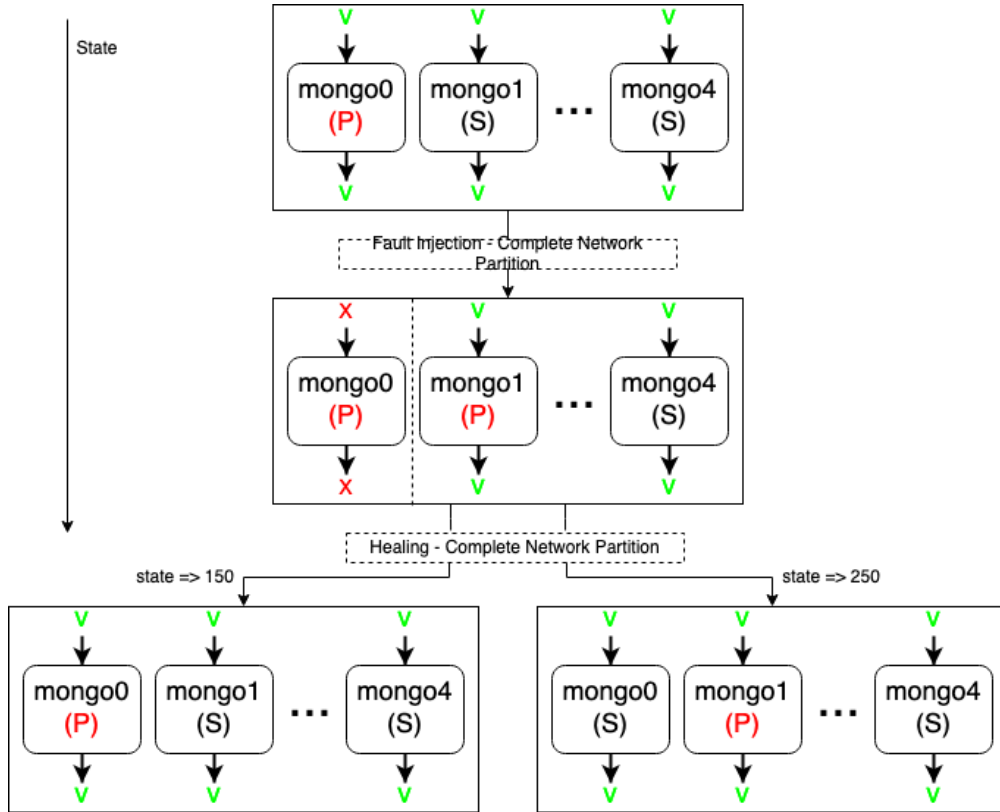 State
V V V
mongo0 mongo1 mongo4
(P) (S) ... (S)
V V V
Fault Injection - Complete Network
Partition
X V V
mongo0 mongo1 mongo4
(P) (P) ... (S)
X V V
Healing - Complete Network Partition
state => 150 state => 250
V V V V V V
mongo0 mongo1 mongo4 mongo0 mongo1 mongo4
(P) (S) ... (S) (S) (P) ... (S)
V V V V V V